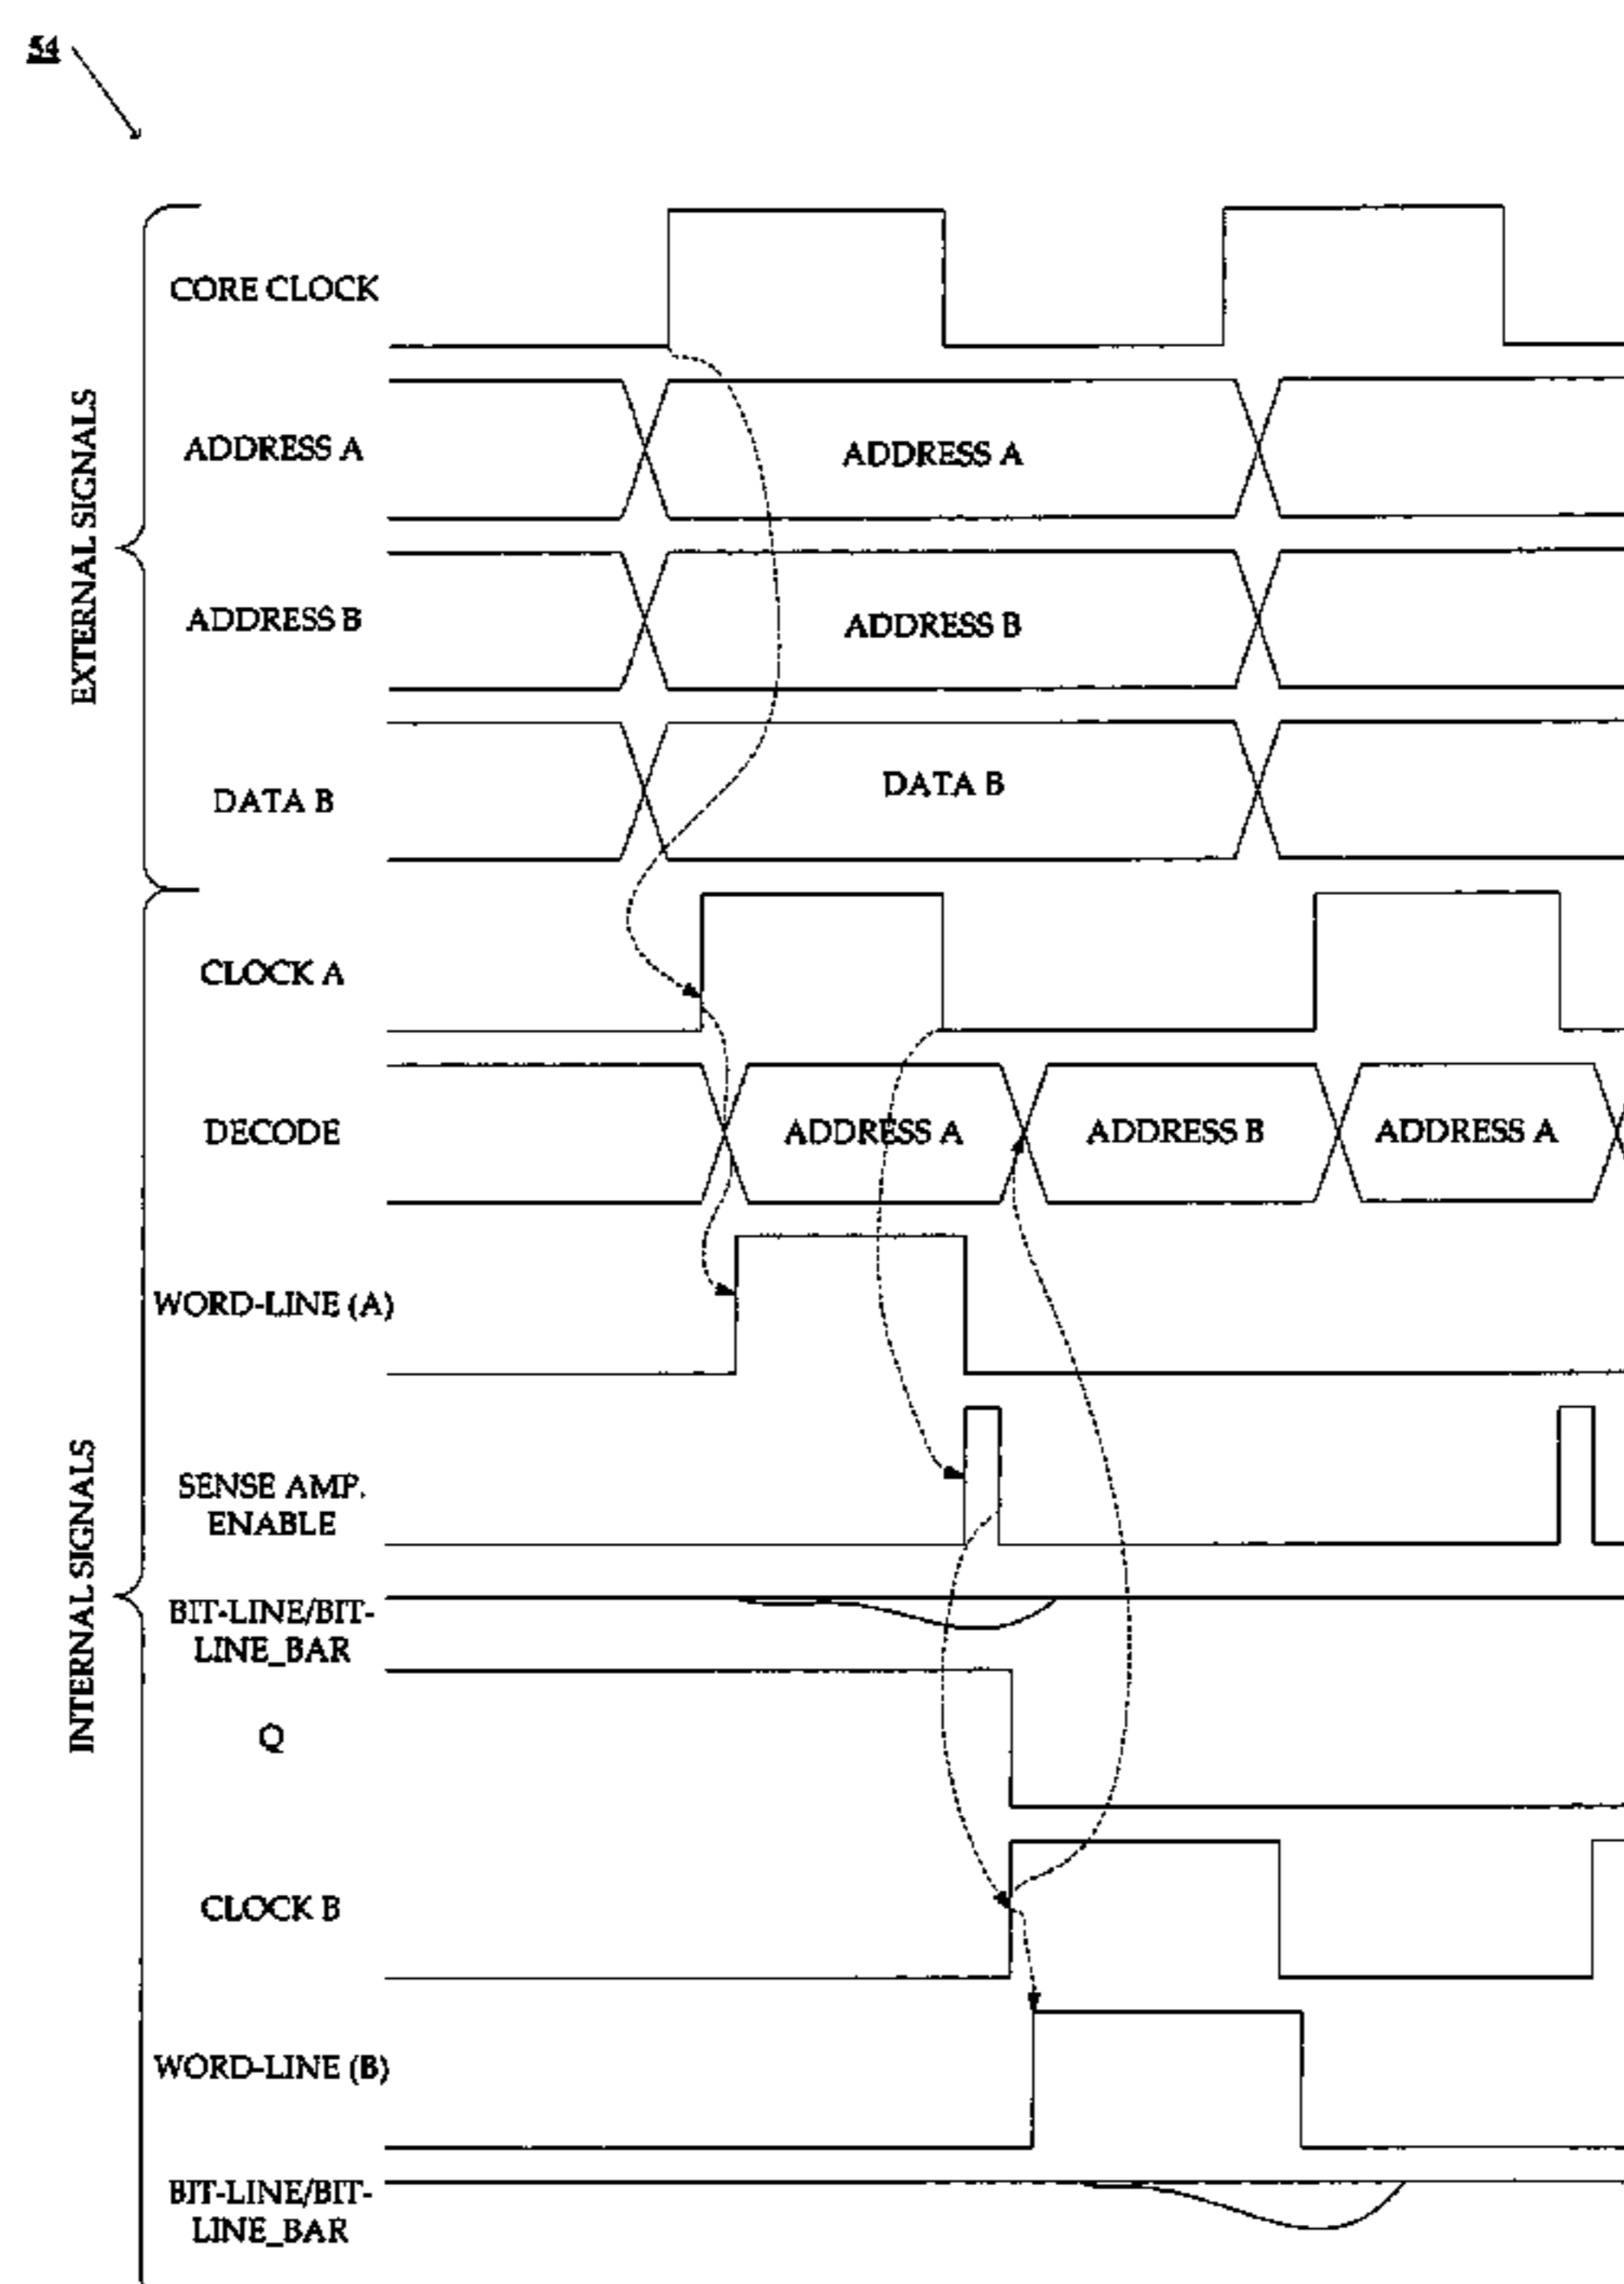 54
EXTERNAL SIGNALS
CORE CLOCK
ADDRESS A
ADDRESS A
ADDRESS B
ADDRESS B
DATA B
DATA B
INTERNAL SIGNALS
CLOCK A
DECODE
ADDRESS A
ADDRESS B
ADDRESS A
WORD-LINE (A)
SENSE AMP.
ENABLE
BIT-LINE/BIT-
LINE_BAR
Q
CLOCK B
WORD-LINE (B)
BIT-LINE/BIT-
LINE_BAR